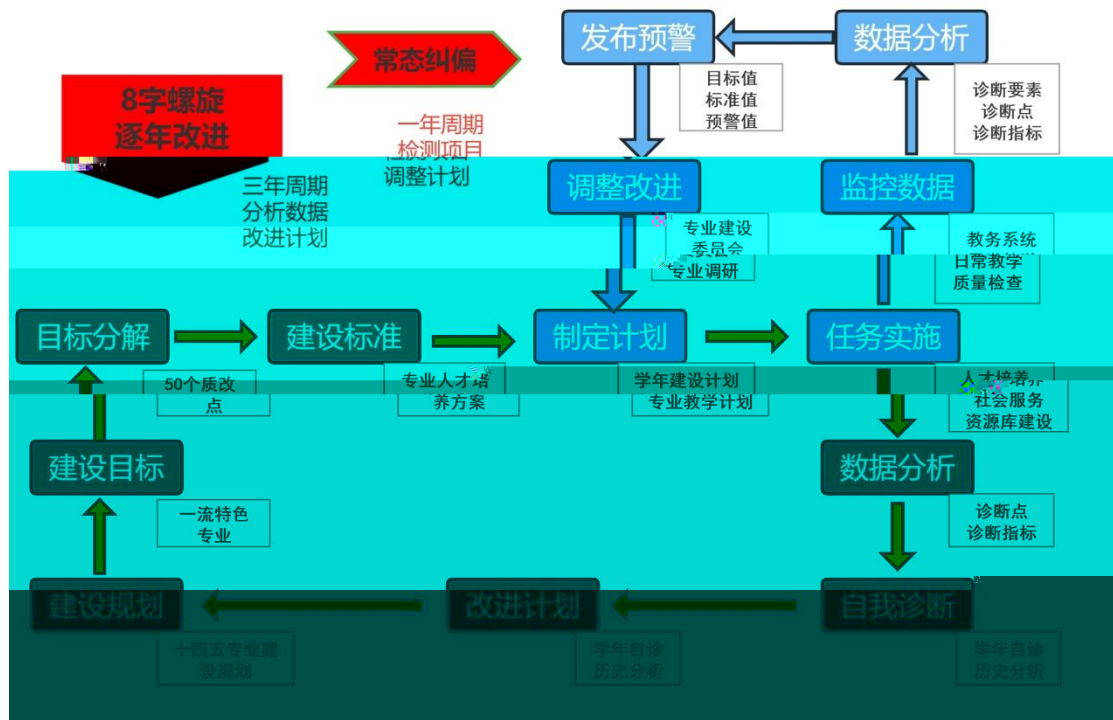 发布预警
数据分析
常态纠偏
目标值
标准值
预警值
诊断要素
诊断点
诊断指标
8字螺旋
逐年改进
一年周期
检测项目
调整计划
三年周期
分析数据
改进计划
调整改进
监控数据
专业建设
委员会
专业调研
教务系统
日常教学
质量检查
目标分解
建设标准
制定计划
任务实施
50个质改
点
专业人才培
养方案
学年建设计划
专业教学计划
人才培养
社会服务
资源库建设
建设目标
数据分析
一流特色
专业
诊断点
诊断指标
建设规划
改进计划
自我诊断
十四五专业建
设规划
学年自诊
历史分析
学年自诊
历史分析